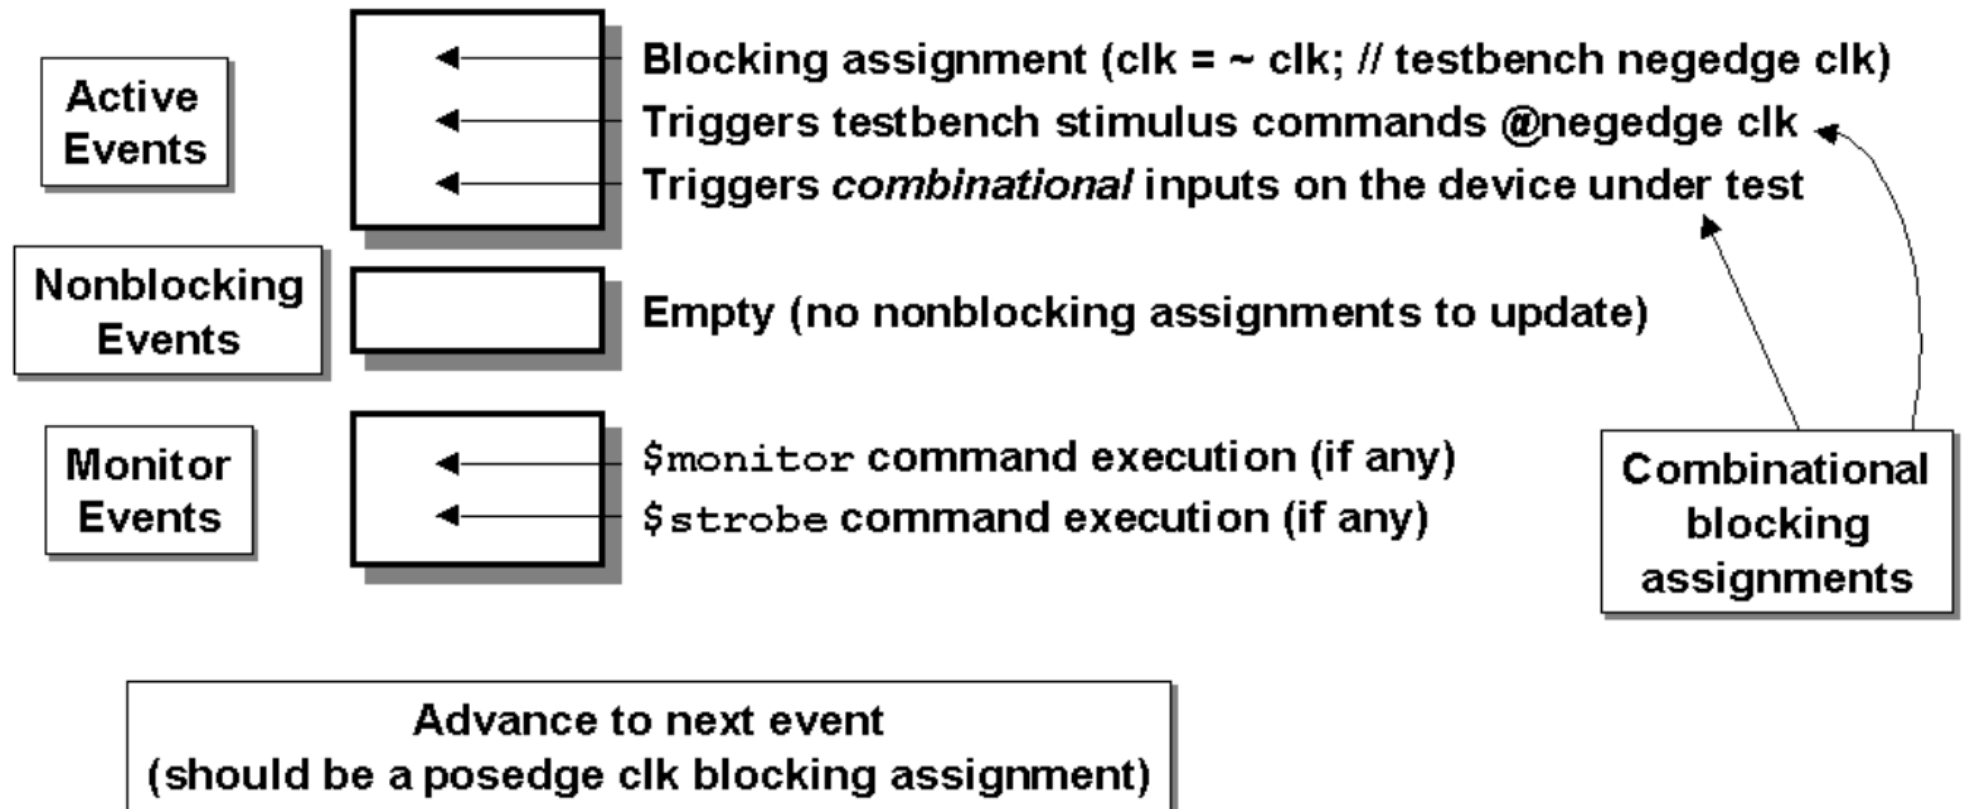 Active
Events
Blocking assignment (clk = ~ clk; // testbench negedge clk)
Triggers testbench stimulus commands @negedge clk
Triggers combinational inputs on the device under test
Nonblocking
Events
Empty (no nonblocking assignments to update)
Monitor
Events
$monitor command execution (if any)
$strobe command execution (if any)
Combinational
blocking
assignments
Advance to next event
(should be a posedge clk blocking assignment)